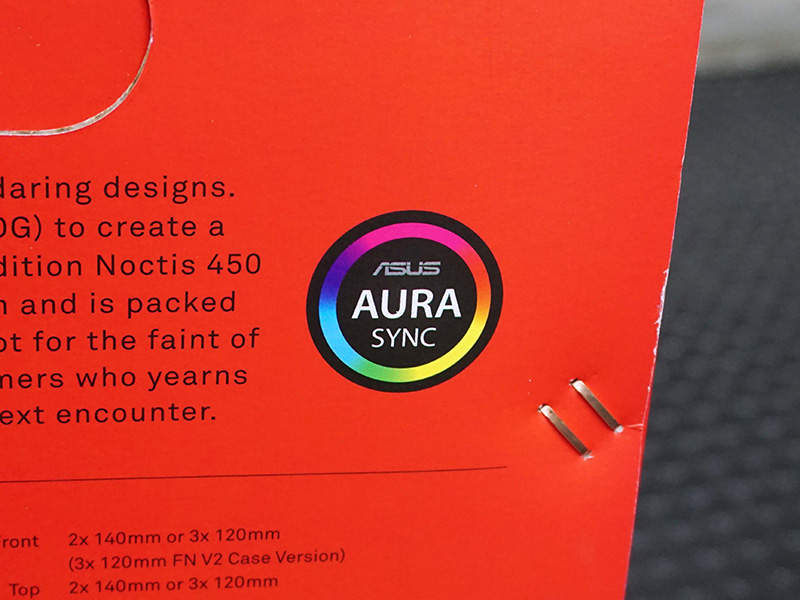 daring designs.
OG) to create a
dition Noctis 450
n and is packed
ot for the faint of
mers who yearns
ext encounter.
ASUS
AURA
SYNC
Front 2x 140mm or 3x 120mm
(3x 120mm FN V2 Case Version)
Top 2x 140mm or 3x 120mm